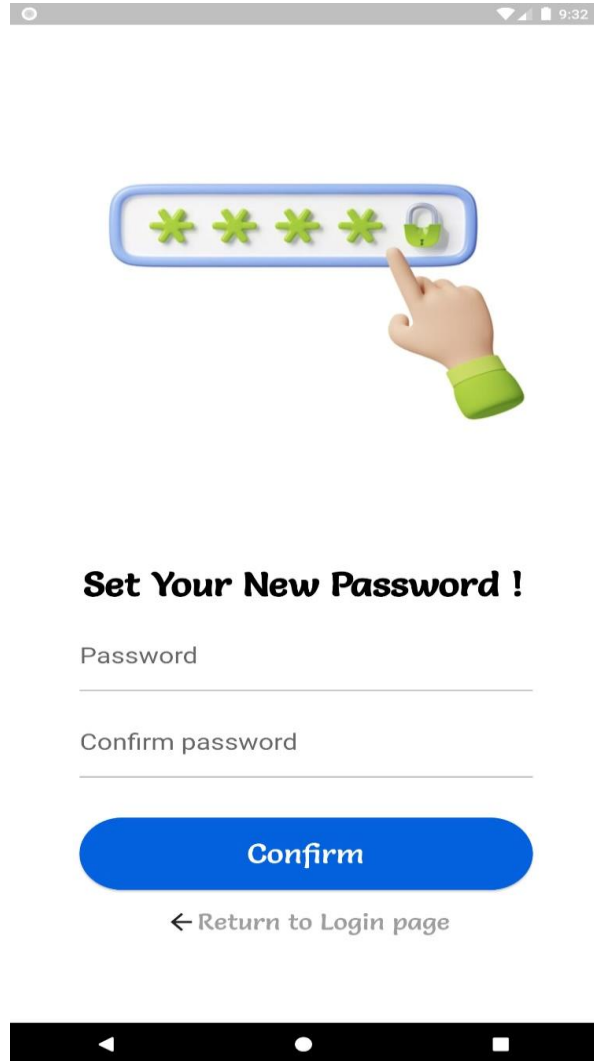 9:32
Set Your New Password !
Password
Confirm password
Confirm
Return to Login page